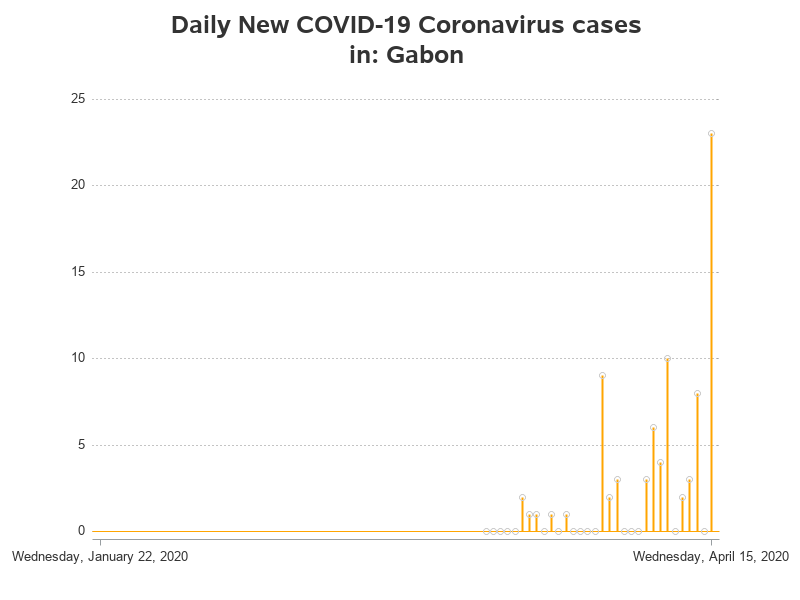 Daily New COVID-19 Coronavirus cases
in: Gabon
25
20
15
10
5
0
Wednesday, January 22, 2020 Wednesday, April 15, 2020